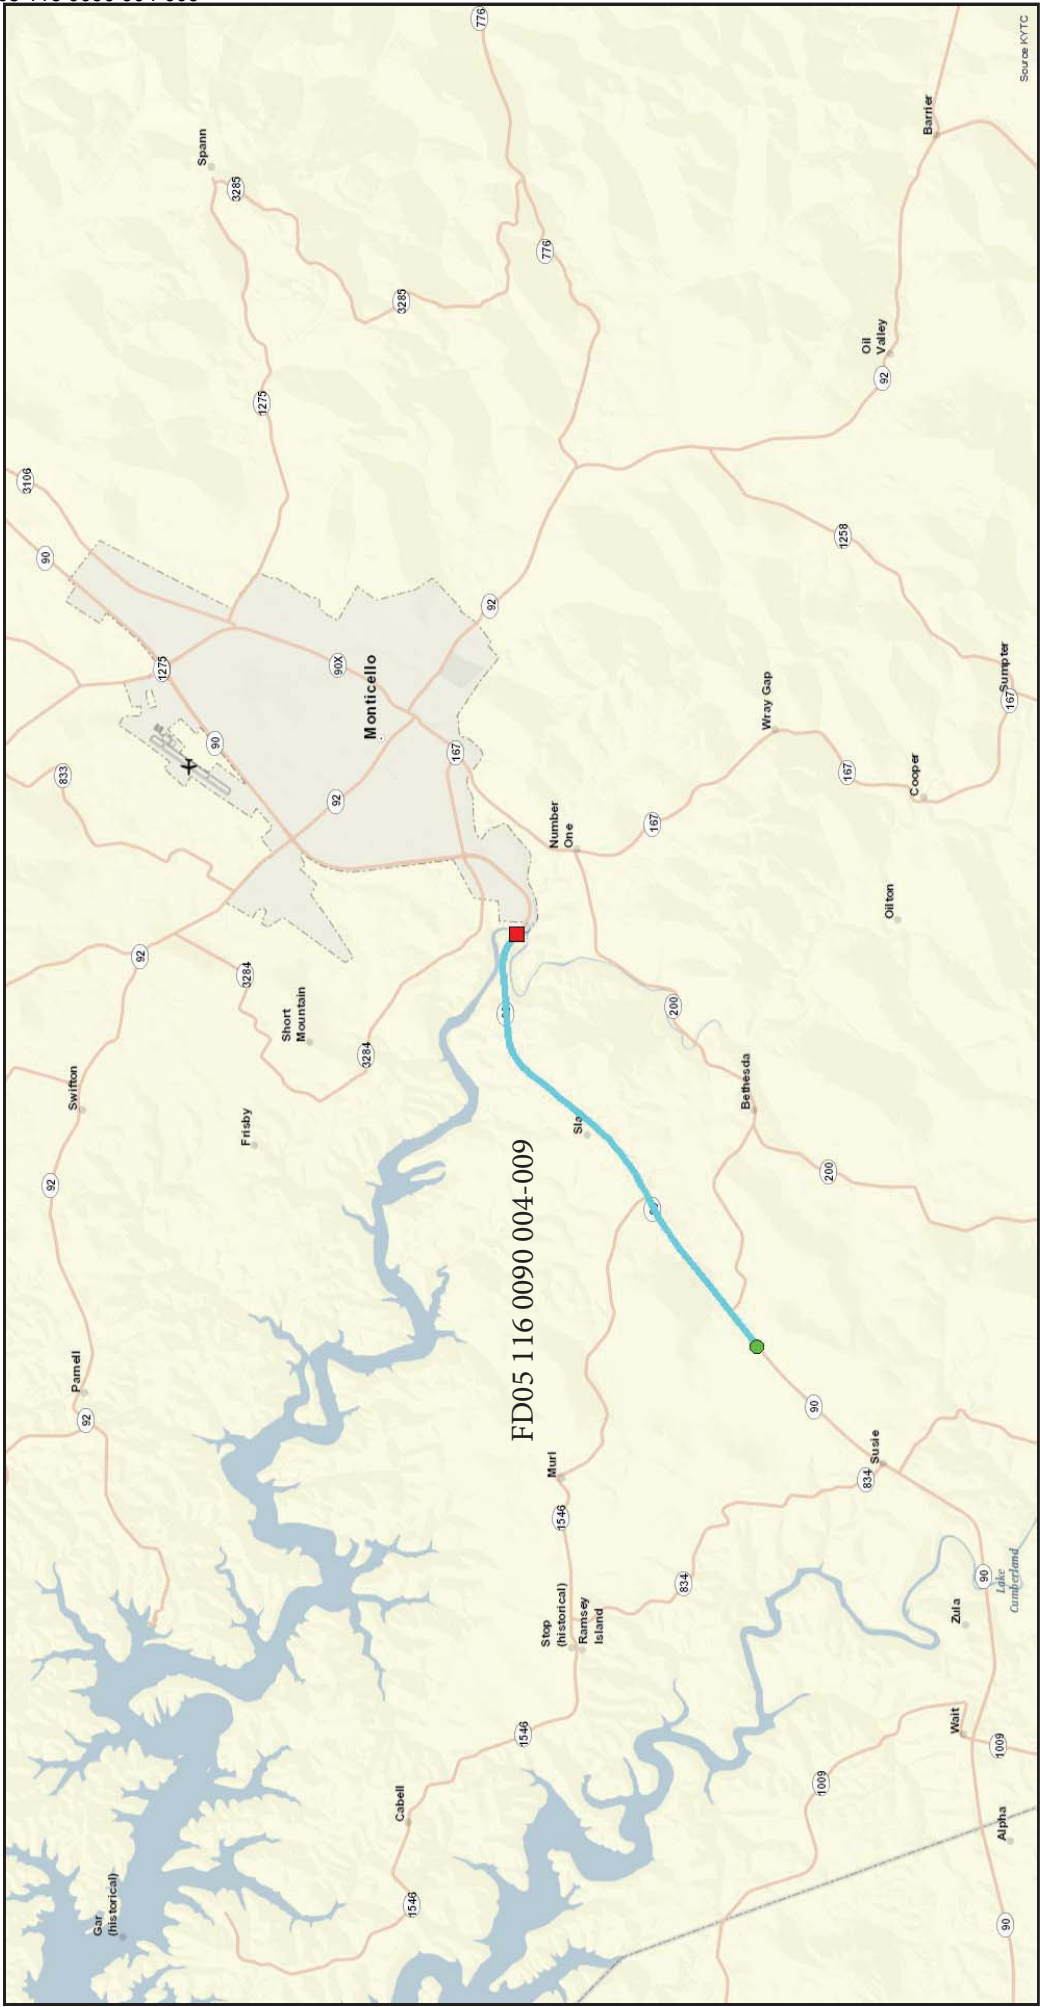 Gar
(historical)
92
Parnell
92
Swifton
92
833
90
3106
1275
Spann
3285
Frisby
3284
Short
Mountain
90
1275
1546
Cabell
3284
92
90X
Monticello
3285
1546
FD05 116 0090 004-009
167
92
776
776
Stop
(historical)
Ramsey
Island
1546
Murl
Number
One
834
200
167
1009
90
834
Susie
200
Bethesda
167
Wray Gap
1258
Oil
Valley
92
Wait
Zula
Oilton
Cooper
Barrier
90
Alpha
1009
90
Lake
Cumberland
167
Sumpter
Source KYTC